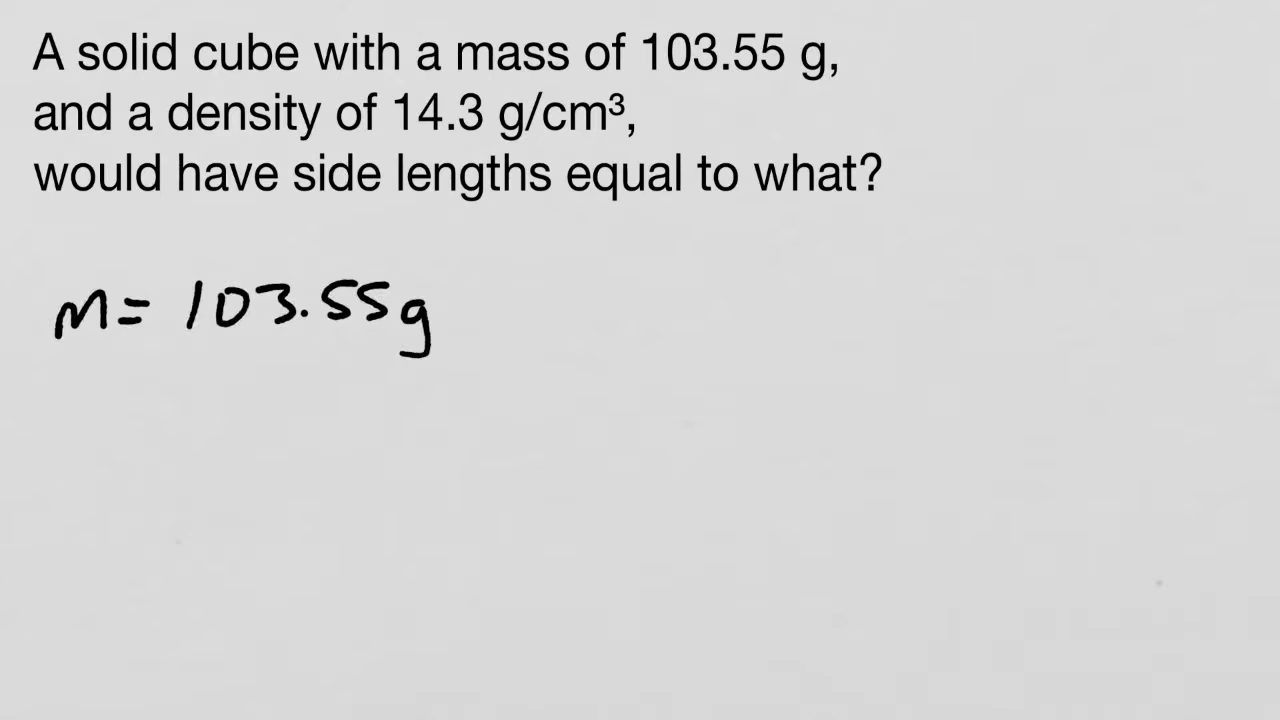 A solid cube with a mass of 103.55 g,
and a density of 14.3 g/cm³,
would have side lengths equal to what?
m= 103.55g